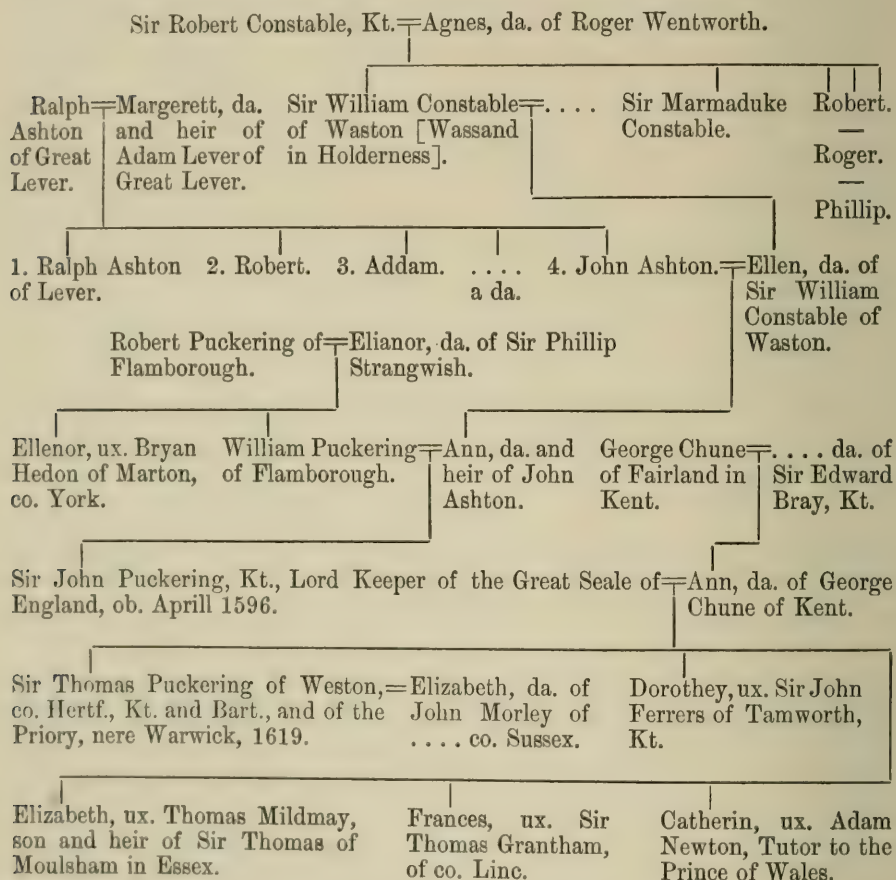 Sir Robert Constable, Kt.=Agnes, da. of Roger Wentworth.
Ralph=Margerett, da.
Ashton and heir of
of Great Adam Lever of
Lever. Great Lever.
Sir William Constable=. . . .
of Waston [Wassand
in Holderness].
Sir Marmaduke
Constable.
Robert.
—
Roger.
—
Phillip.
1. Ralph Ashton
of Lever.
2. Robert.
3. Addam.
. . . .
a da.
4. John Ashton.=Ellen, da. of
Sir William
Constable of
Waston.
Robert Puckering of=Elianor, da. of Sir Phillip
Flamborough. Strangwish.
Ellenor, ux. Bryan
Hedon of Marton,
co. York.
William Puckering=Ann, da. and
of Flamborough. heir of John
Ashton.
George Chune=. . . . da. of
of Fairland in Sir Edward
Kent. Bray, Kt.
Sir John Puckering, Kt., Lord Keeper of the Great Seale of=Ann, da. of George
England, ob. Aprill 1596. Chune of Kent.
Sir Thomas Puckering of Weston,=Elizabeth, da. of
co. Hertf., Kt. and Bart., and of the John Morley of
Priory, nere Warwick, 1619. . . . . co. Sussex.
Dorothey, ux. Sir John
Ferrers of Tamworth,
Kt.
Elizabeth, ux. Thomas Mildmay,
son and heir of Sir Thomas of
Moulsham in Essex.
Frances, ux. Sir
Thomas Grantham,
of co. Linc.
Catherin, ux. Adam
Newton, Tutor to the
Prince of Wales.